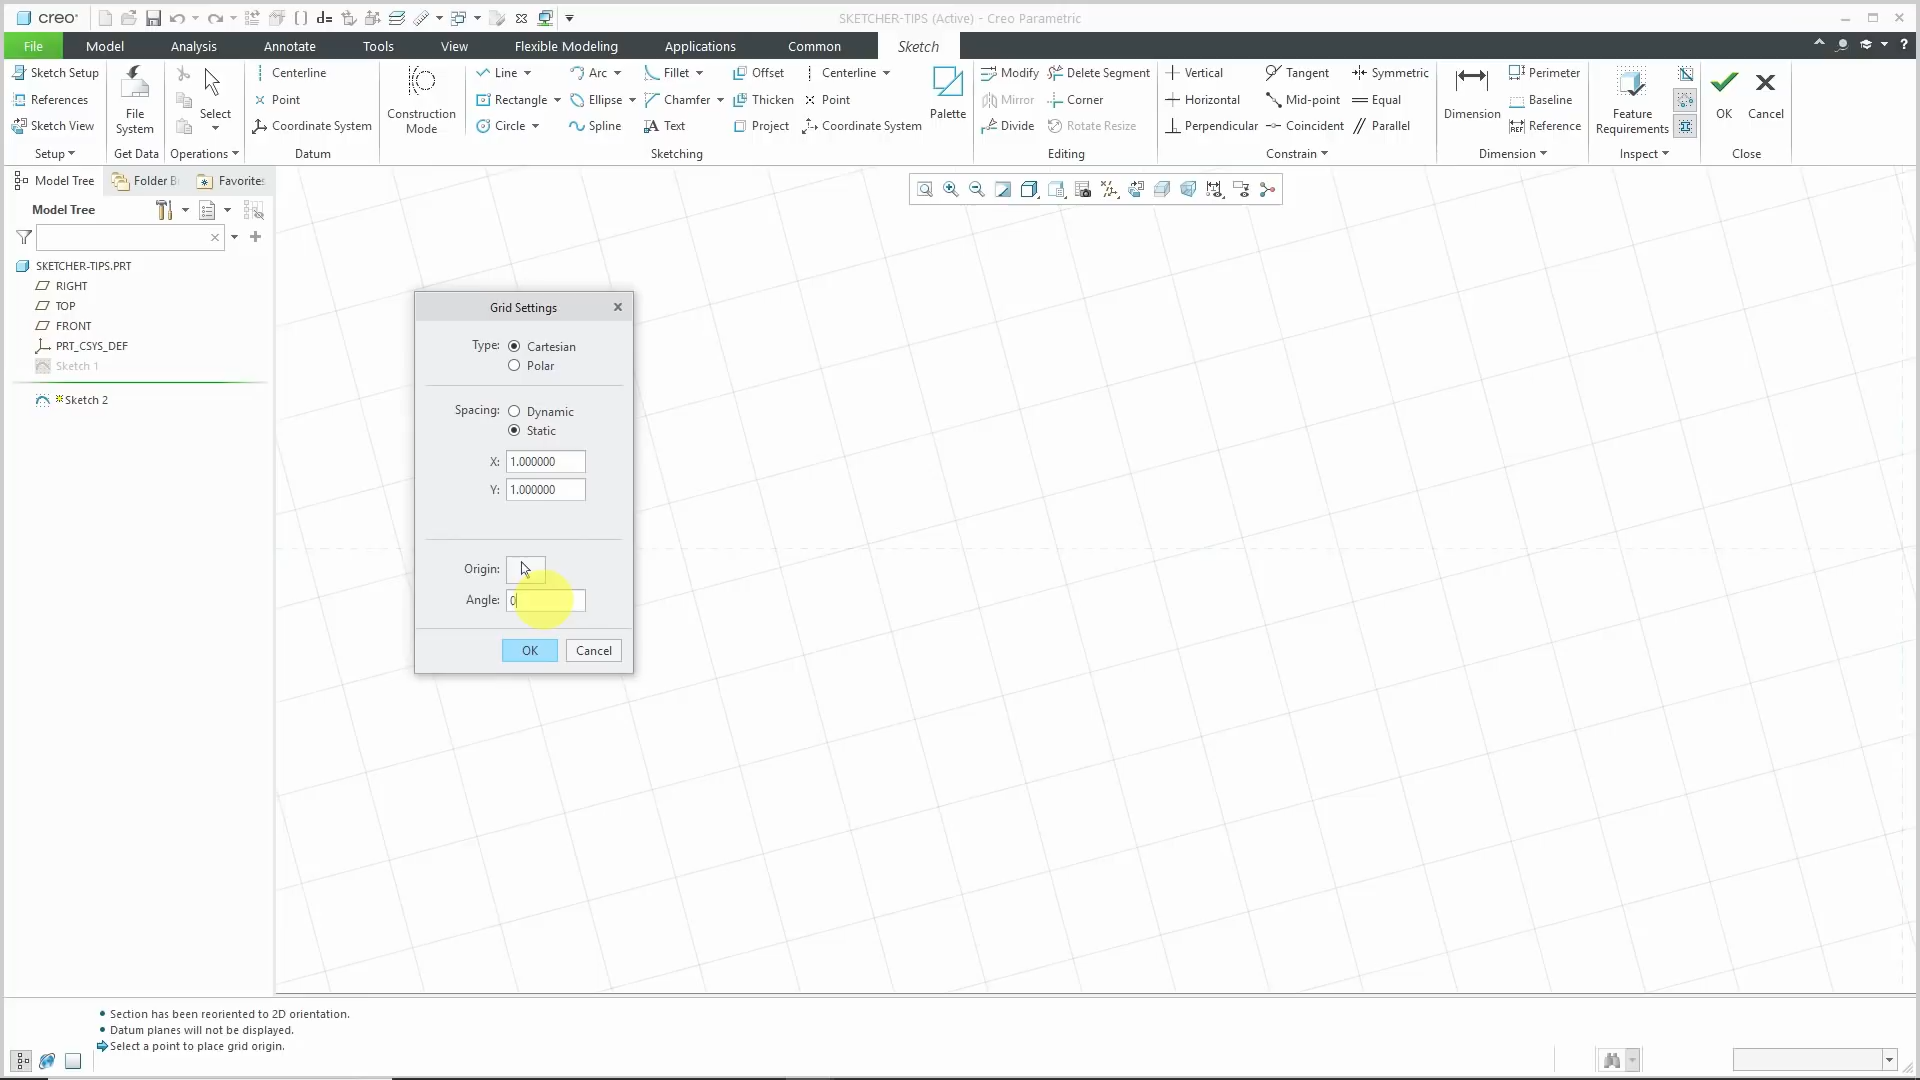 creo
d=
SKETCHER-TIPS (Active) - Creo Parametric
File
Model
Analysis
Annotate
Tools
View
Flexible Modeling
Applications
Common
Sketch
?
Sketch Setup
References
Sketch View
Setup
File System
Get Data
Select
Operations
Centerline
Point
Coordinate System
Datum
Construction Mode
Line
Rectangle
Circle
Arc
Ellipse
Spline
Fillet
Chamfer
Text
Offset
Thicken
Project
Centerline
Point
Coordinate System
Palette
Sketching
Modify
Mirror
Divide
Delete Segment
Corner
Rotate Resize
Editing
Vertical
Horizontal
Perpendicular
Tangent
Mid-point
Coincident
Symmetric
Equal
Parallel
Constrain
Dimension
Perimeter
Baseline
Reference
Dimension
Feature Requirements
Inspect
OK
Cancel
Close
Model Tree
Folder B
Favorites
Model Tree
SKETCHER-TIPS.PRT
RIGHT
TOP
FRONT
PRT_CSYS_DEF
Sketch 1
Sketch 2
Grid Settings
Type:
Cartesian
Polar
Spacing:
Dynamic
Static
X: 1.000000
Y: 1.000000
Origin:
Angle: 0
OK
Cancel
Section has been reoriented to 2D orientation.
Datum planes will not be displayed.
Select a point to place grid origin.